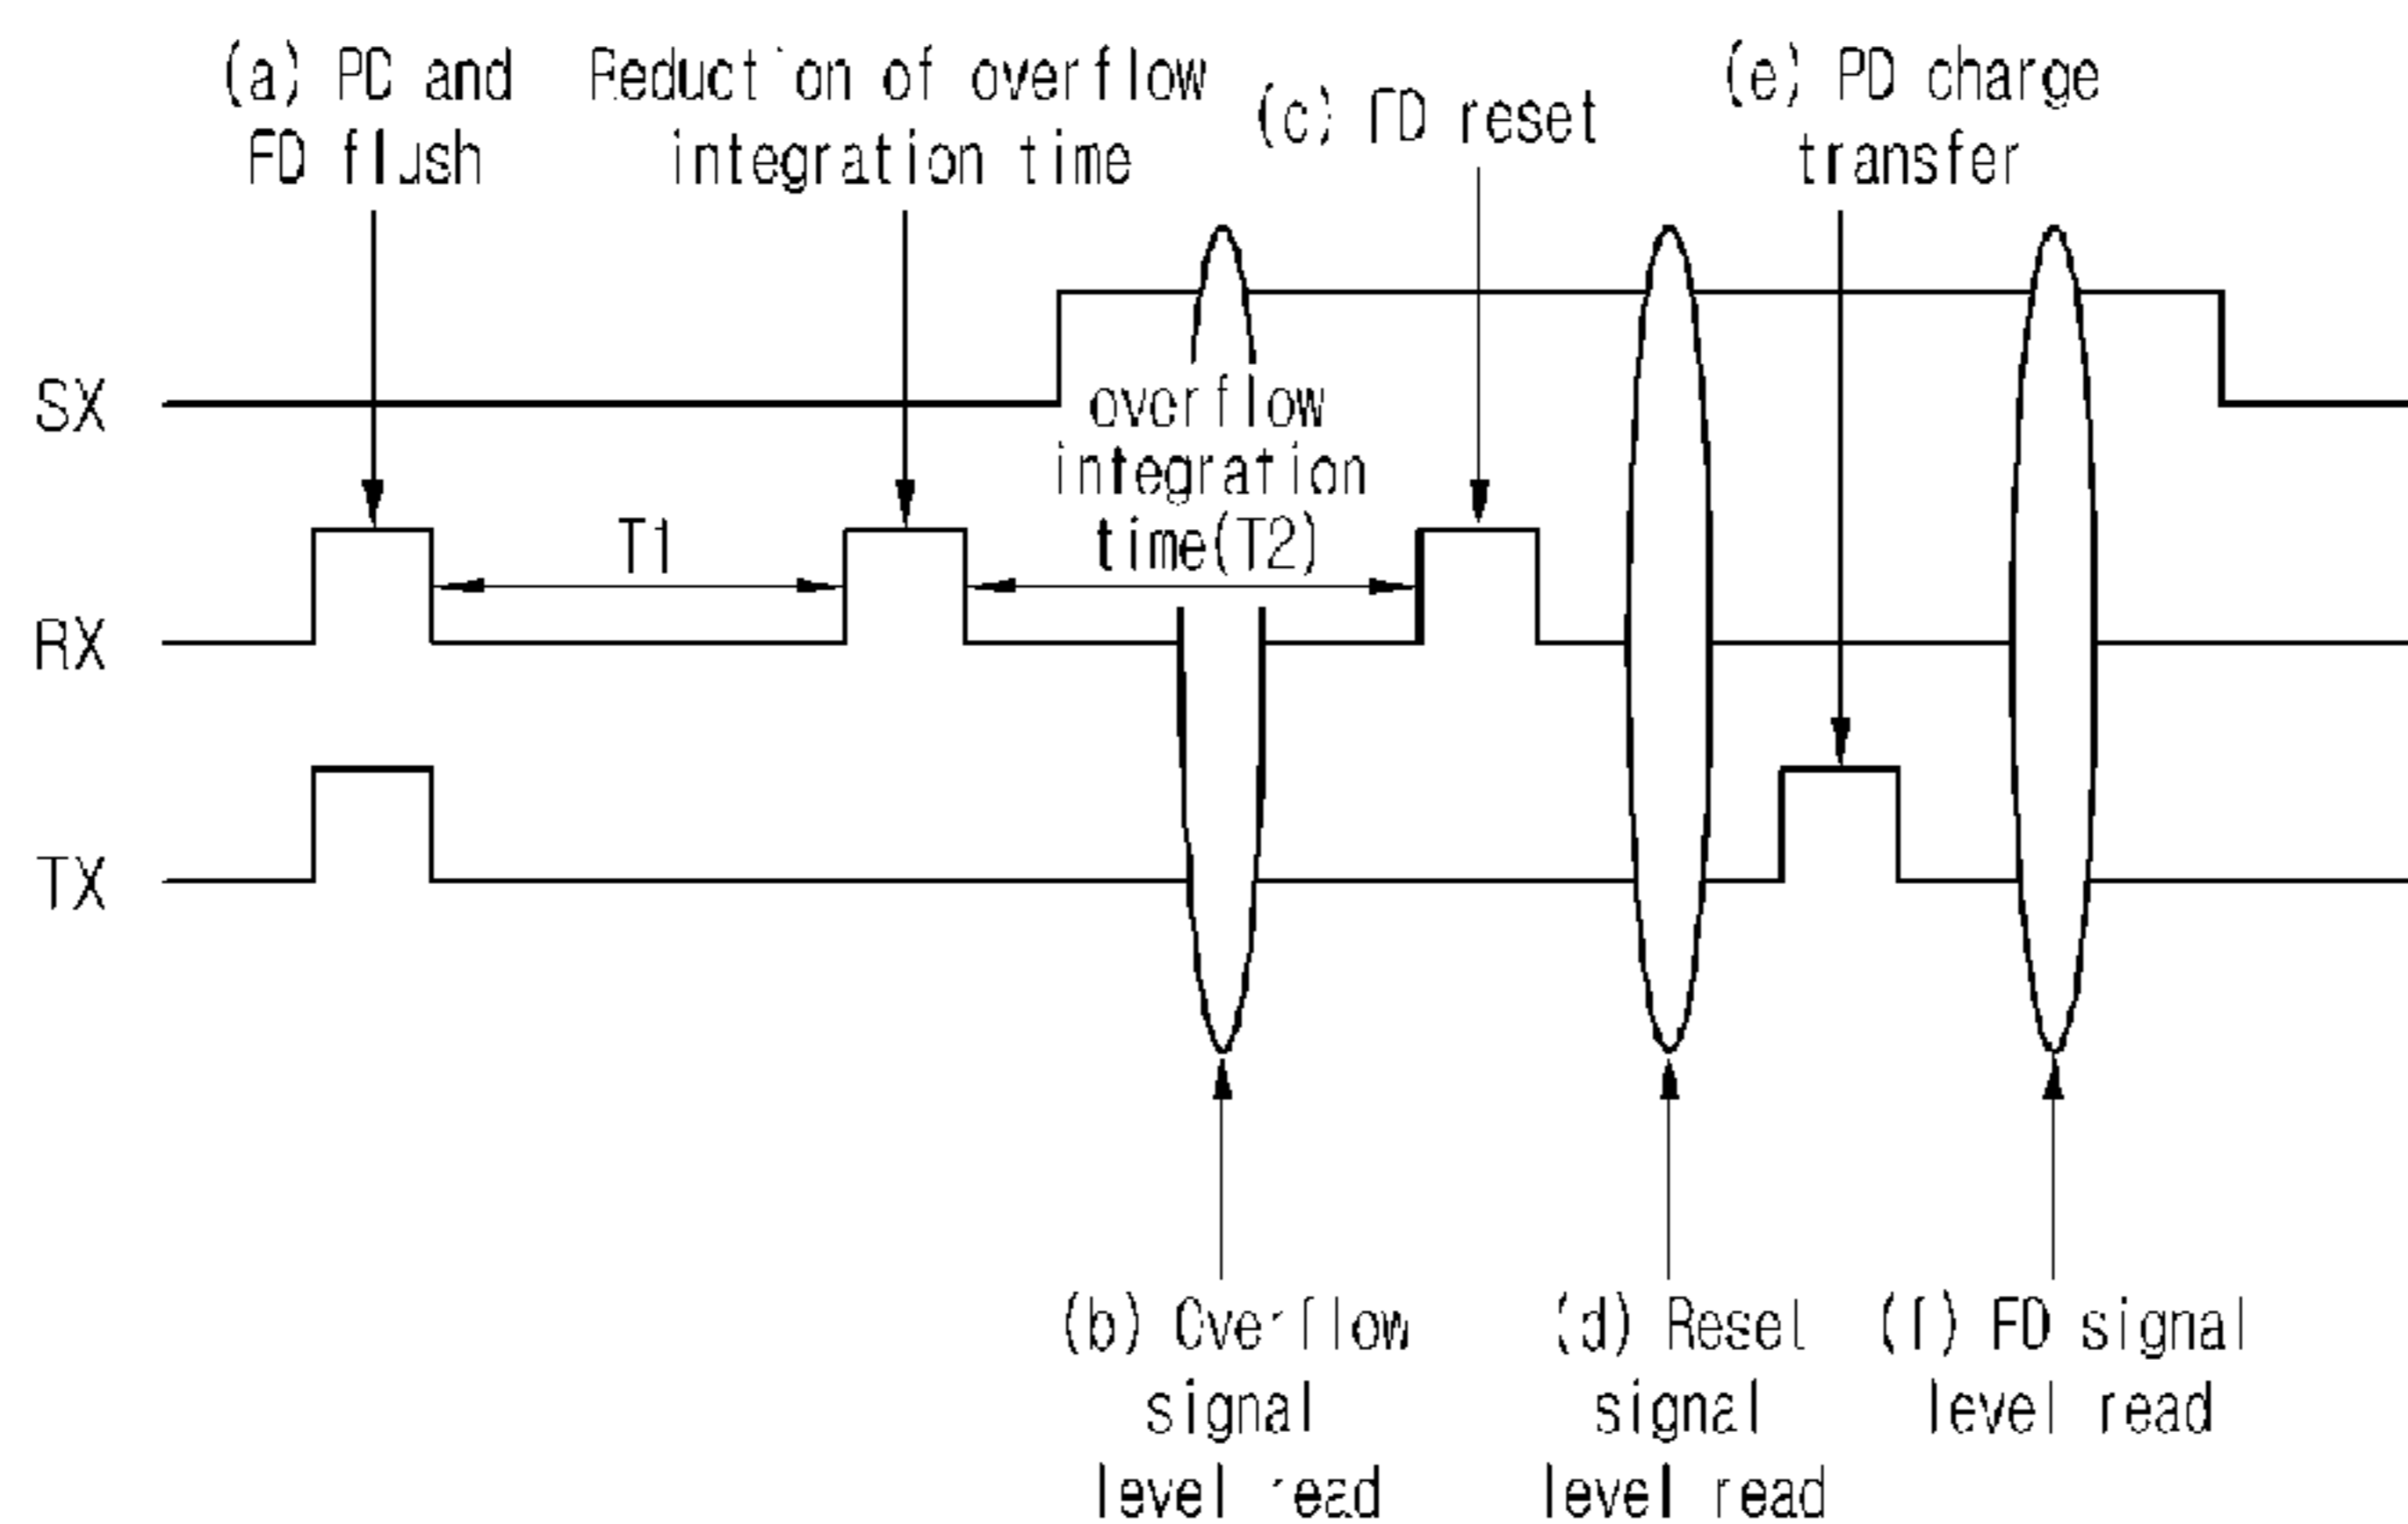 (a) PD and
FD flush
Reduction of overflow
integration time
(c) FD reset
(e) PD charge
transfer
SX
overflow
integration
time(T2)
T1
RX
TX
(b) Overflow
signal
level read
(d) Reset
signal
level read
(f) FD signal
level read